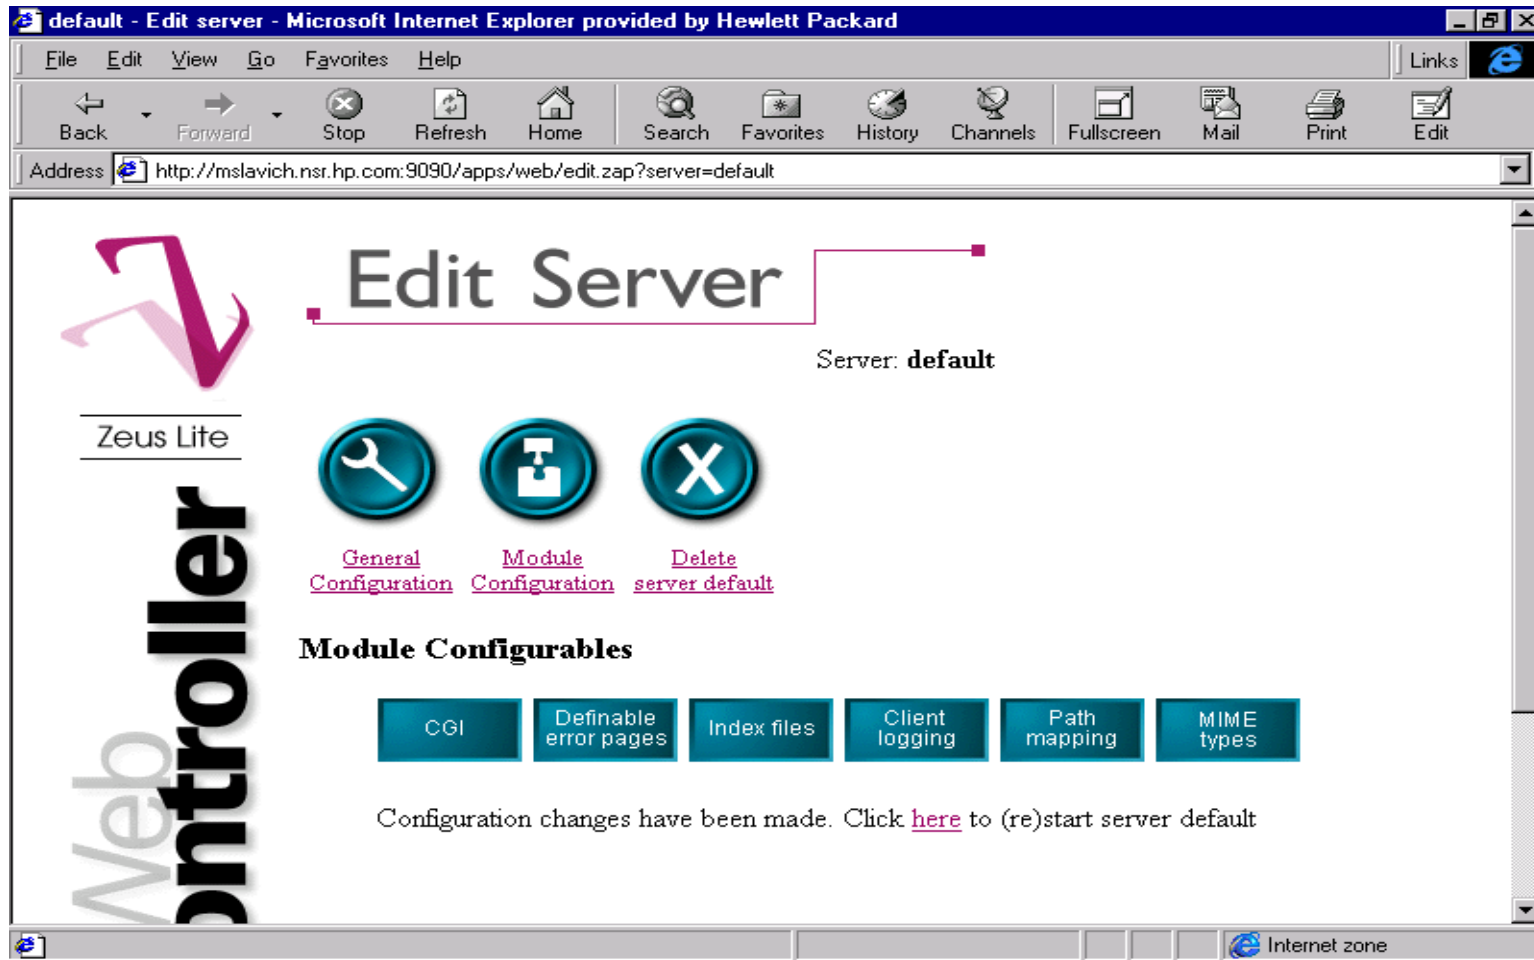 default - Edit server - Microsoft Internet Explorer provided by Hewlett Packard
File Edit View Go Favorites Help Links
Back Forward Stop Refresh Home Search Favorites History Channels Fullscreen Mail Print Edit
Address http://mslavich.nsr.hp.com:9090/apps/web/edit.zap?server=default
Edit Server
Server: default
Zeus Lite
Web
ontroller
General
Configuration
Module
Configuration
Delete
server default
Module Configurables
CGI
Definable
error pages
Index files
Client
logging
Path
mapping
MIME
types
Configuration changes have been made. Click here to (re)start server default
Internet zone